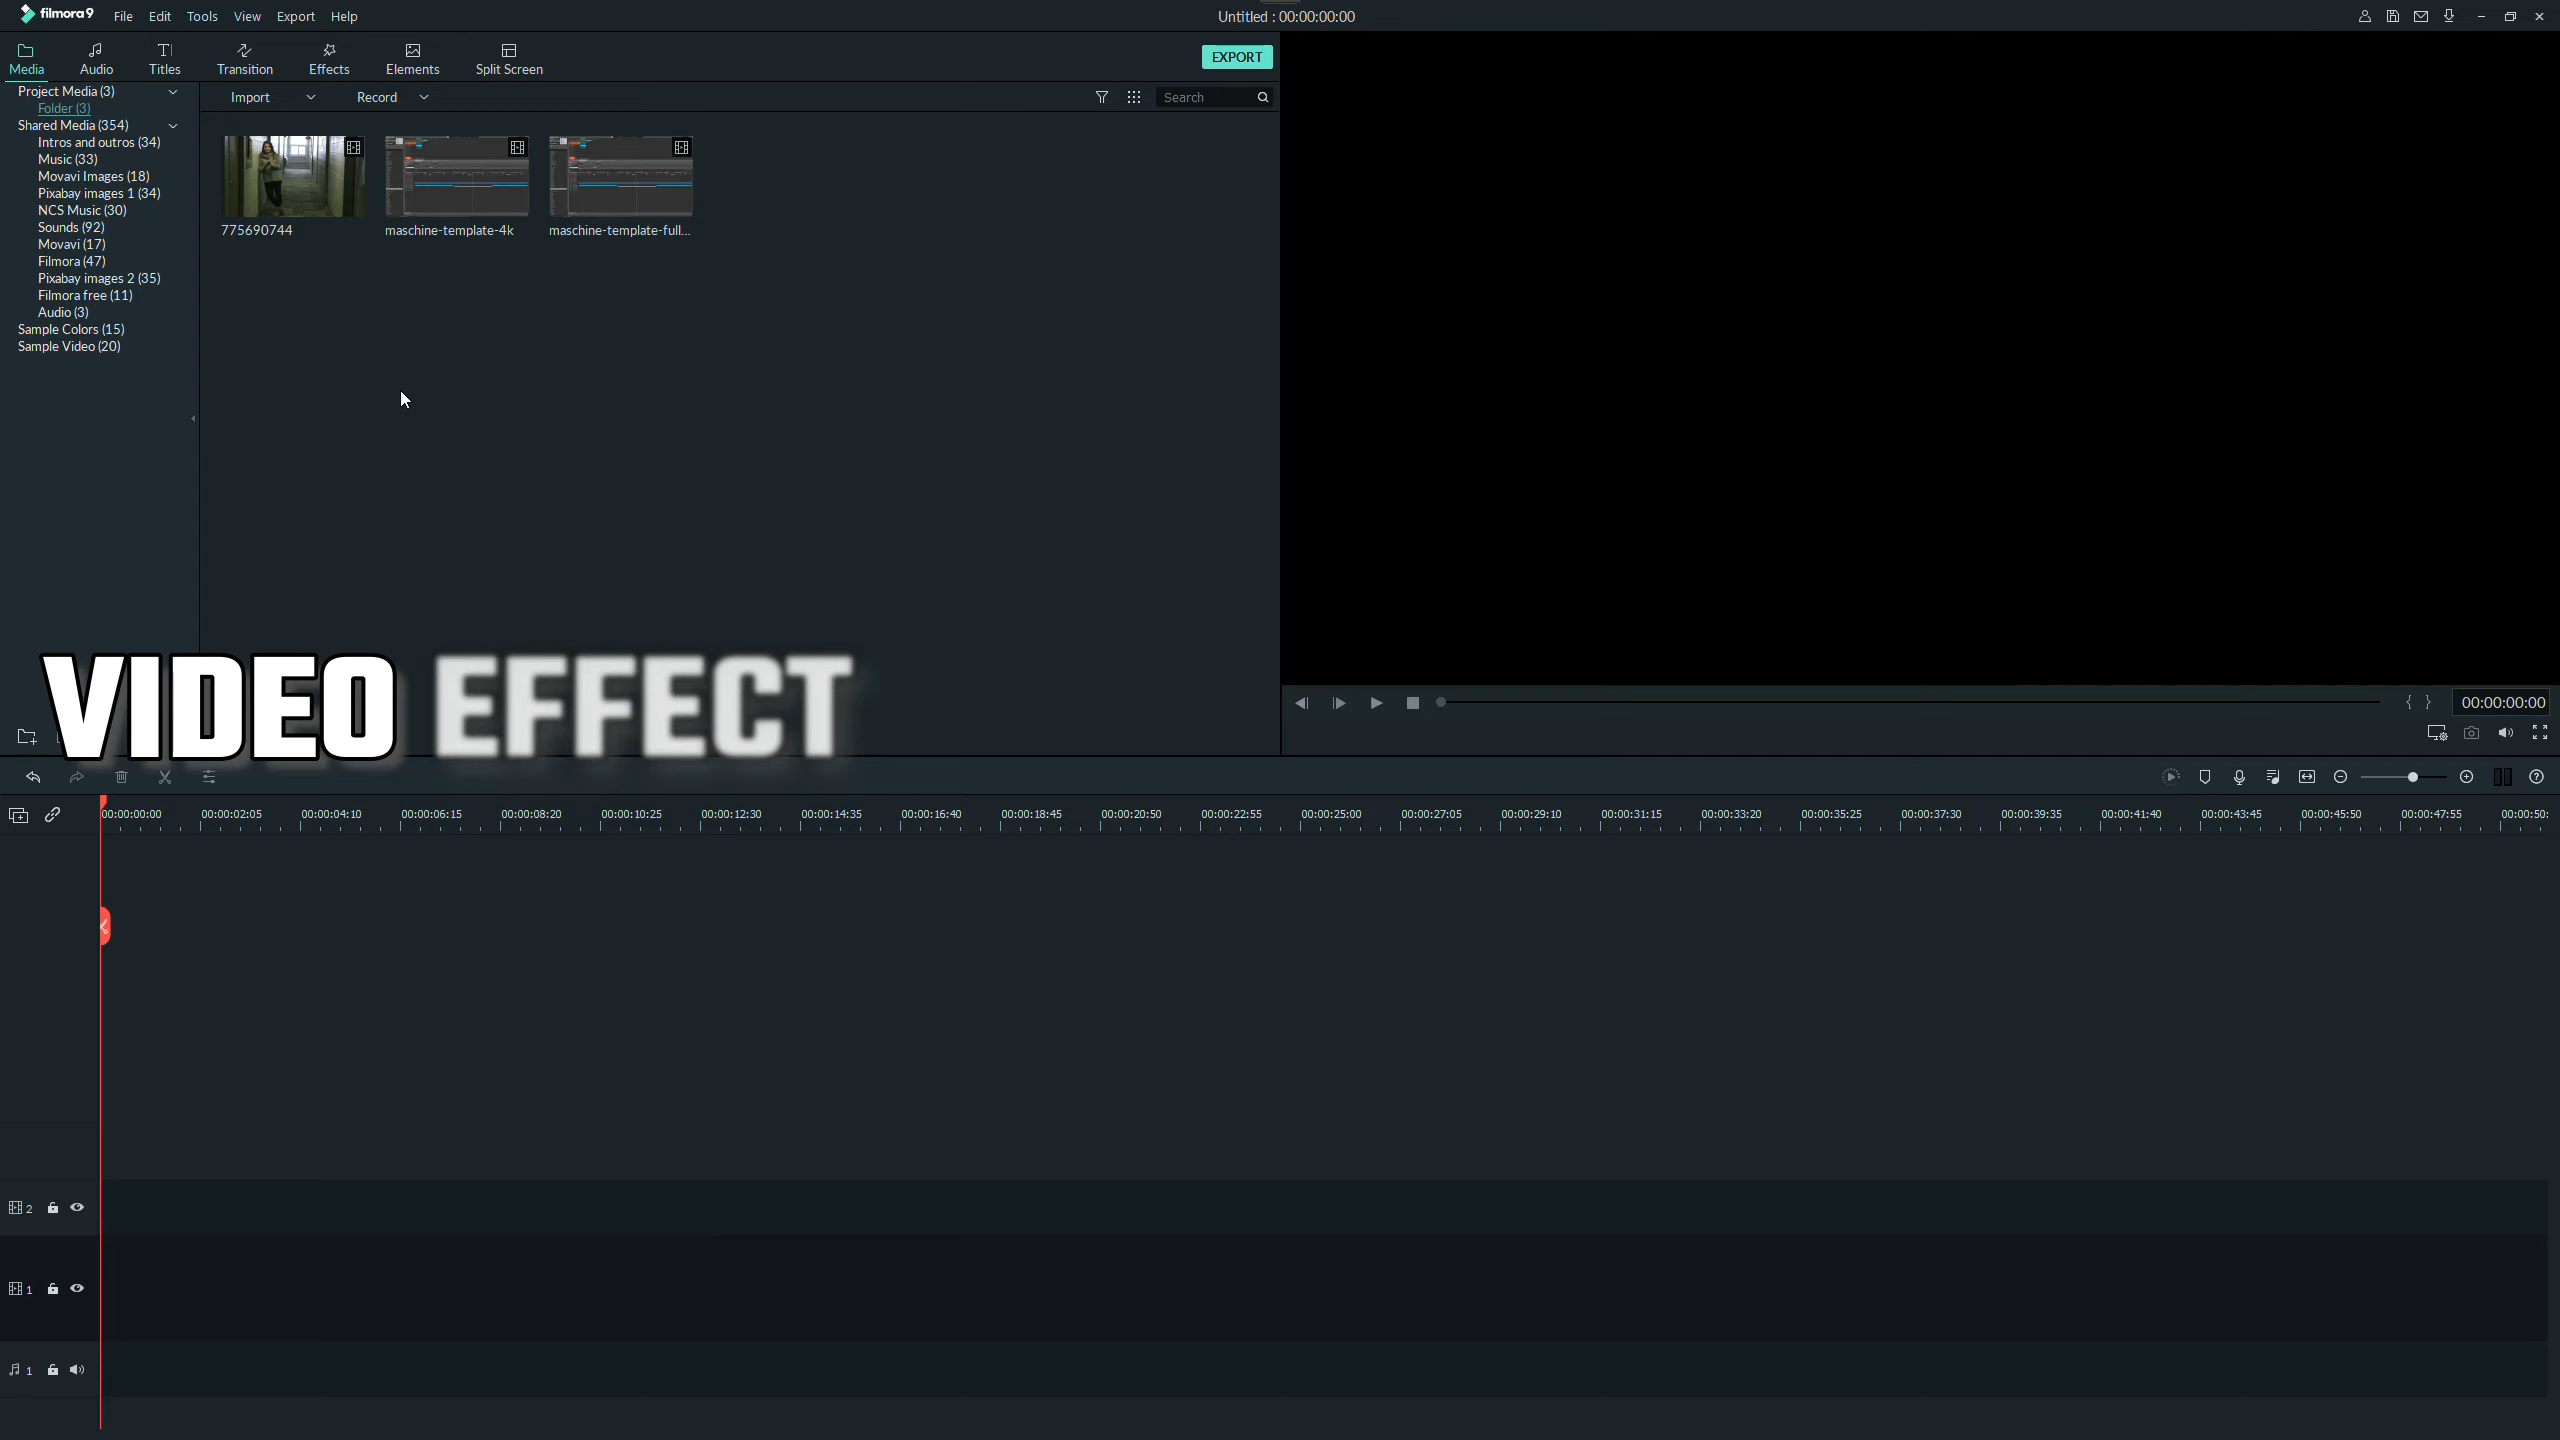 filmora9 File Edit Tools View Export Help Untitled : 00:00:00:00
Media Audio Titles Transition Effects Elements Split Screen EXPORT
Project Media (3)
Folder (3)
Shared Media (354)
Intros and outros (34)
Music (33)
Movavi Images (18)
Pixabay images 1 (34)
NCS Music (30)
Sounds (92)
Movavi (17)
Filmora (47)
Pixabay images 2 (35)
Filmora free (11)
Audio (3)
Sample Colors (15)
Sample Video (20)
Import Record Search
775690744 maschine-template-4k maschine-template-full...
VIDEO EFFECT
{ } 00:00:00:00
00:00:00:00 00:00:02:05 00:00:04:10 00:00:06:15 00:00:08:20 00:00:10:25 00:00:12:30 00:00:14:35 00:00:16:40 00:00:18:45 00:00:20:50 00:00:22:55 00:00:25:00 00:00:27:05 00:00:29:10 00:00:31:15 00:00:33:20 00:00:35:25 00:00:37:30 00:00:39:35 00:00:41:40 00:00:43:45 00:00:45:50 00:00:47:55 00:00:50:
2
1
1